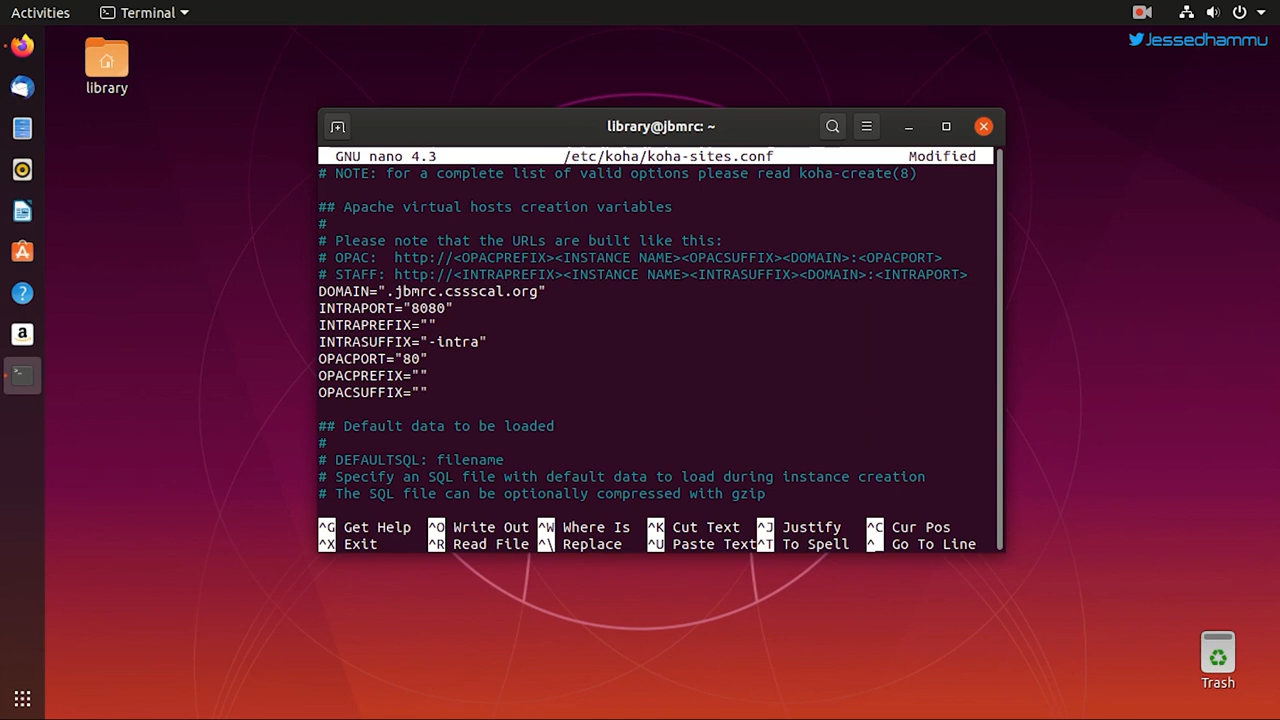 Activities
Terminal
Jessedhammu
library
library@jbmrc: ~
GNU nano 4.3 /etc/koha/koha-sites.conf Modified
# NOTE: for a complete list of valid options please read koha-create(8)
## Apache virtual hosts creation variables
#
# Please note that the URLs are built like this:
# OPAC: http://<OPACPREFIX><INSTANCE NAME><OPACSUFFIX><DOMAIN>:<OPACPORT>
# STAFF: http://<INTRAPREFIX><INSTANCE NAME><INTRASUFFIX><DOMAIN>:<INTRAPORT>
DOMAIN=".jbmrc.cssscal.org"
INTRAPORT="8080"
INTRAPREFIX=""
INTRASUFFIX="-intra"
OPACPORT="80"
OPACPREFIX=""
OPACSUFFIX=""
## Default data to be loaded
#
# DEFAULTSQL: filename
# Specify an SQL file with default data to load during instance creation
# The SQL file can be optionally compressed with gzip
^G Get Help ^O Write Out ^W Where Is ^K Cut Text ^J Justify ^C Cur Pos
^X Exit ^R Read File ^\ Replace ^U Paste Text ^T To Spell ^_ Go To Line
Trash